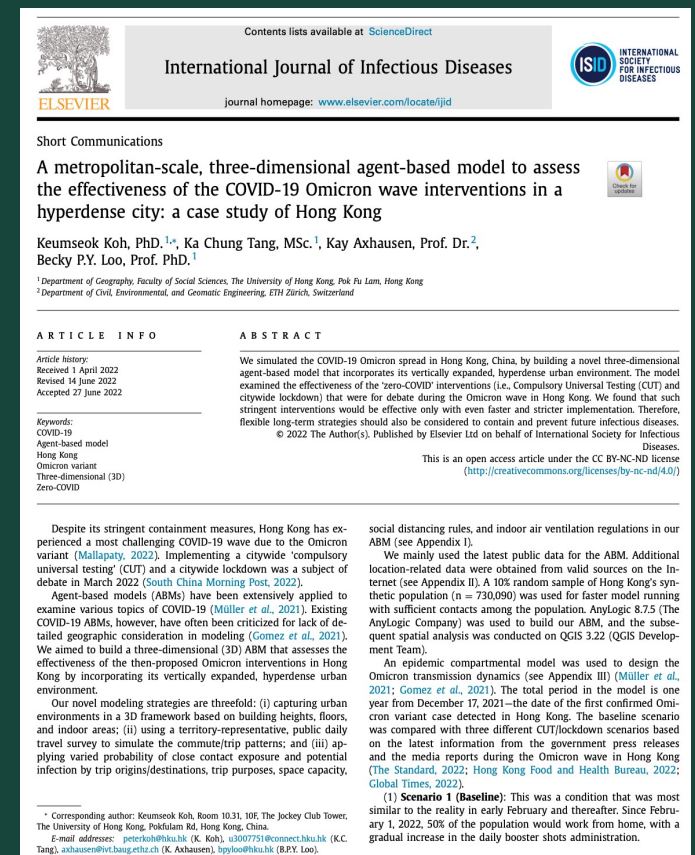 Contents lists available at ScienceDirect
International Journal of Infectious Diseases
journal homepage: www.elsevier.com/locate/ijid
ELSEVIER
ISID
INTERNATIONAL
SOCIETY
FOR INFECTIOUS
DISEASES
Short Communications
A metropolitan-scale, three-dimensional agent-based model to assess
the effectiveness of the COVID-19 Omicron wave interventions in a
hyperdense city: a case study of Hong Kong
Check for
updates
Keumseok Koh, PhD. 1,*, Ka Chung Tang, MSc. 1, Kay Axhausen, Prof. Dr. 2,
Becky P.Y. Loo, Prof. PhD. 1
1 Department of Geography, Faculty of Social Sciences, The University of Hong Kong, Pok Fu Lam, Hong Kong
2 Department of Civil, Environmental, and Geomatic Engineering, ETH Zürich, Switzerland
ARTICLE INFO
Article history:
Received 1 April 2022
Revised 14 June 2022
Accepted 27 June 2022
Keywords:
COVID-19
Agent-based model
Hong Kong
Omicron variant
Three-dimensional (3D)
Zero-COVID
ABSTRACT
We simulated the COVID-19 Omicron spread in Hong Kong, China, by building a novel three-dimensional
agent-based model that incorporates its vertically expanded, hyperdense urban environment. The model
examined the effectiveness of the ‘zero-COVID’ interventions (i.e., Compulsory Universal Testing (CUT) and
citywide lockdown) that were for debate during the Omicron wave in Hong Kong. We found that such
stringent interventions would be effective only with even faster and stricter implementation. Therefore,
flexible long-term strategies should also be considered to contain and prevent future infectious diseases.
© 2022 The Author(s). Published by Elsevier Ltd on behalf of International Society for Infectious
Diseases.
This is an open access article under the CC BY-NC-ND license
(http://creativecommons.org/licenses/by-nc-nd/4.0/)
Despite its stringent containment measures, Hong Kong has ex-
perienced a most challenging COVID-19 wave due to the Omicron
variant (Mallapaty, 2022). Implementing a citywide ‘compulsory
universal testing’ (CUT) and a citywide lockdown was a subject of
debate in March 2022 (South China Morning Post, 2022).
Agent-based models (ABMs) have been extensively applied to
examine various topics of COVID-19 (Müller et al., 2021). Existing
COVID-19 ABMs, however, have often been criticized for lack of de-
tailed geographic consideration in modeling (Gomez et al., 2021).
We aimed to build a three-dimensional (3D) ABM that assesses the
effectiveness of the then-proposed Omicron interventions in Hong
Kong by incorporating its vertically expanded, hyperdense urban
environment.
Our novel modeling strategies are threefold: (i) capturing urban
environments in a 3D framework based on building heights, floors,
and indoor areas; (ii) using a territory-representative, public daily
travel survey to simulate the commute/trip patterns; and (iii) ap-
plying varied probability of close contact exposure and potential
infection by trip origins/destinations, trip purposes, space capacity,
* Corresponding author: Keumseok Koh, Room 10.31, 10F, The Jockey Club Tower,
The University of Hong Kong, Pokfulam Rd, Hong Kong, China.
E-mail addresses: peterkoh@hku.hk (K. Koh), u3007751@connect.hku.hk (K.C.
Tang), axhausen@ivt.baug.ethz.ch (K. Axhausen), bpyloo@hku.hk (B.P.Y. Loo).
social distancing rules, and indoor air ventilation regulations in our
ABM (see Appendix I).
We mainly used the latest public data for the ABM. Additional
location-related data were obtained from valid sources on the In-
ternet (see Appendix II). A 10% random sample of Hong Kong's syn-
thetic population (n = 730,090) was used for faster model running
with sufficient contacts among the population. AnyLogic 8.7.5 (The
AnyLogic Company) was used to build our ABM, and the subse-
quent spatial analysis was conducted on QGIS 3.22 (QGIS Develop-
ment Team).
An epidemic compartmental model was used to design the
Omicron transmission dynamics (see Appendix III) (Müller et al.,
2021; Gomez et al., 2021). The total period in the model is one
year from December 17, 2021—the date of the first confirmed Omi-
cron variant case detected in Hong Kong. The baseline scenario
was compared with three different CUT/lockdown scenarios based
on the latest information from the government press releases
and the media reports during the Omicron wave in Hong Kong
(The Standard, 2022; Hong Kong Food and Health Bureau, 2022;
Global Times, 2022).
(1) Scenario 1 (Baseline): This was a condition that was most
similar to the reality in early February and thereafter. Since Febru-
ary 1, 2022, 50% of the population would work from home, with a
gradual increase in the daily booster shots administration.